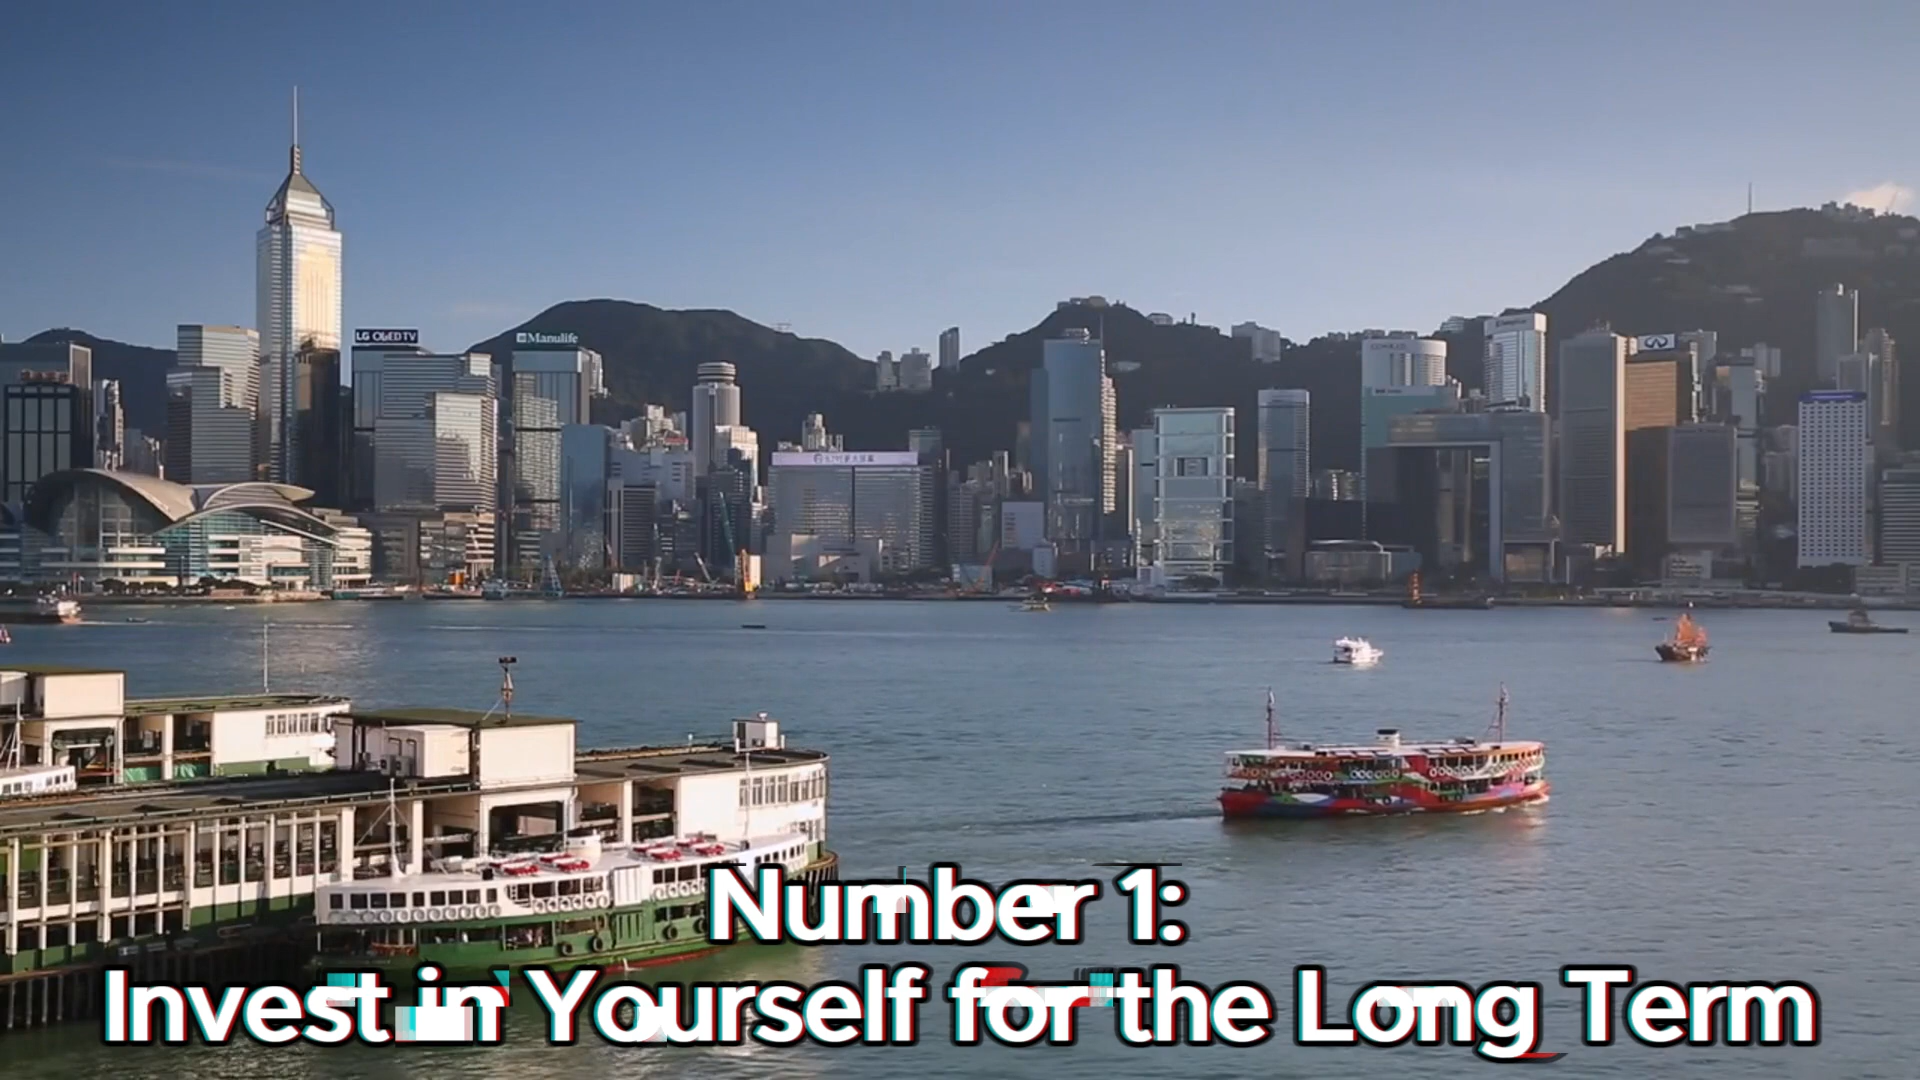 LG OLED TV
Manulife
Number 1:
Invest in Yourself for the Long Term